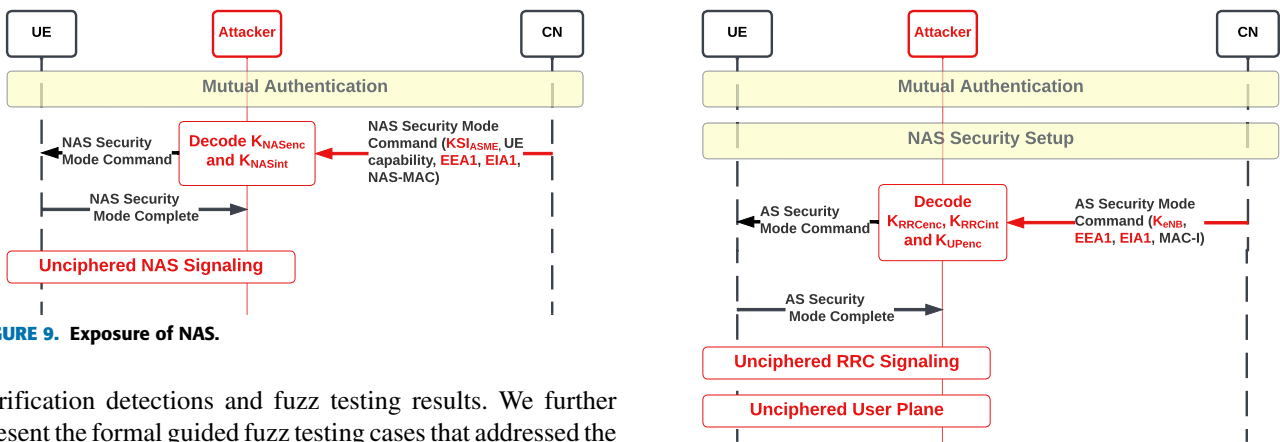 UE
Attacker
CN
Mutual Authentication
NAS Security
Mode Command
Decode KNASenc
and KNASint
NAS Security Mode
Command (KSIASME, UE
capability, EEA1, EIA1,
NAS-MAC)
NAS Security
Mode Complete
Unciphered NAS Signaling
GURE 9. Exposure of NAS.
rification detections and fuzz testing results. We further
esent the formal guided fuzz testing cases that addressed the
UE
Attacker
CN
Mutual Authentication
NAS Security Setup
AS Security
Mode Command
Decode
KRRCenc, KRRCint
and KUPenc
AS Security Mode
Command (KeNB,
EEA1, EIA1, MAC-I)
AS Security
Mode Complete
Unciphered RRC Signaling
Unciphered User Plane